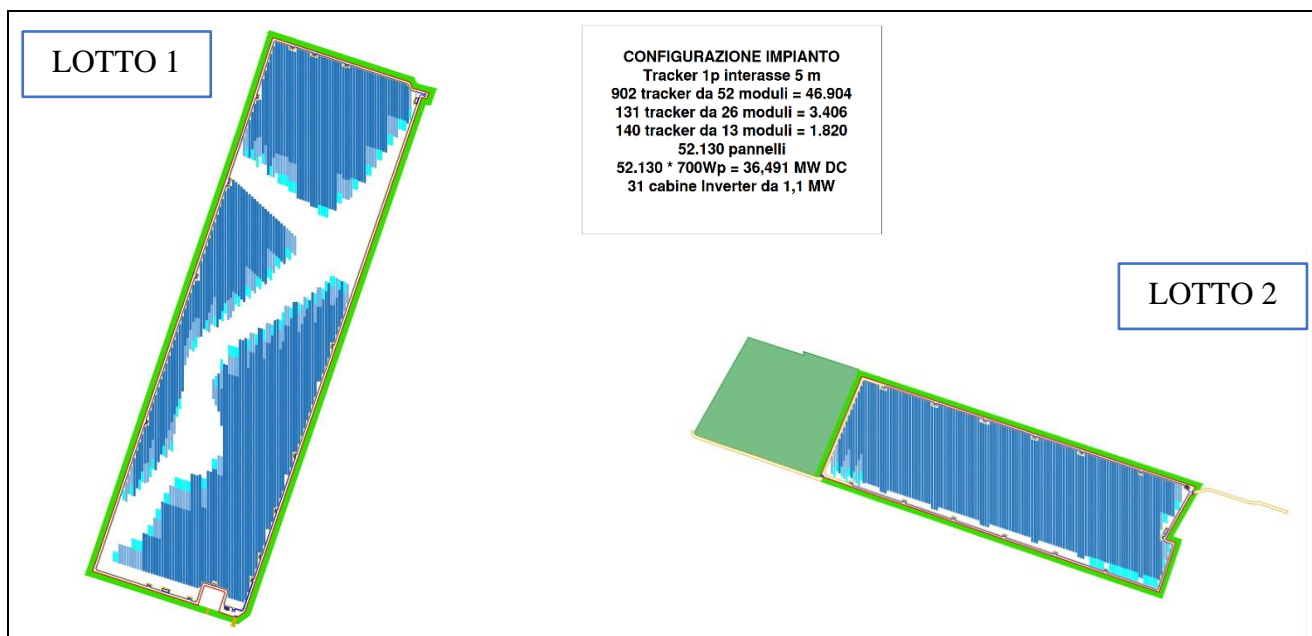 LOTTO 1
CONFIGURAZIONE IMPIANTO
Tracker 1p interasse 5 m
902 tracker da 52 moduli = 46.904
131 tracker da 26 moduli = 3.406
140 tracker da 13 moduli = 1.820
52.130 pannelli
52.130 * 700Wp = 36,491 MW DC
31 cabine Inverter da 1,1 MW
LOTTO 2